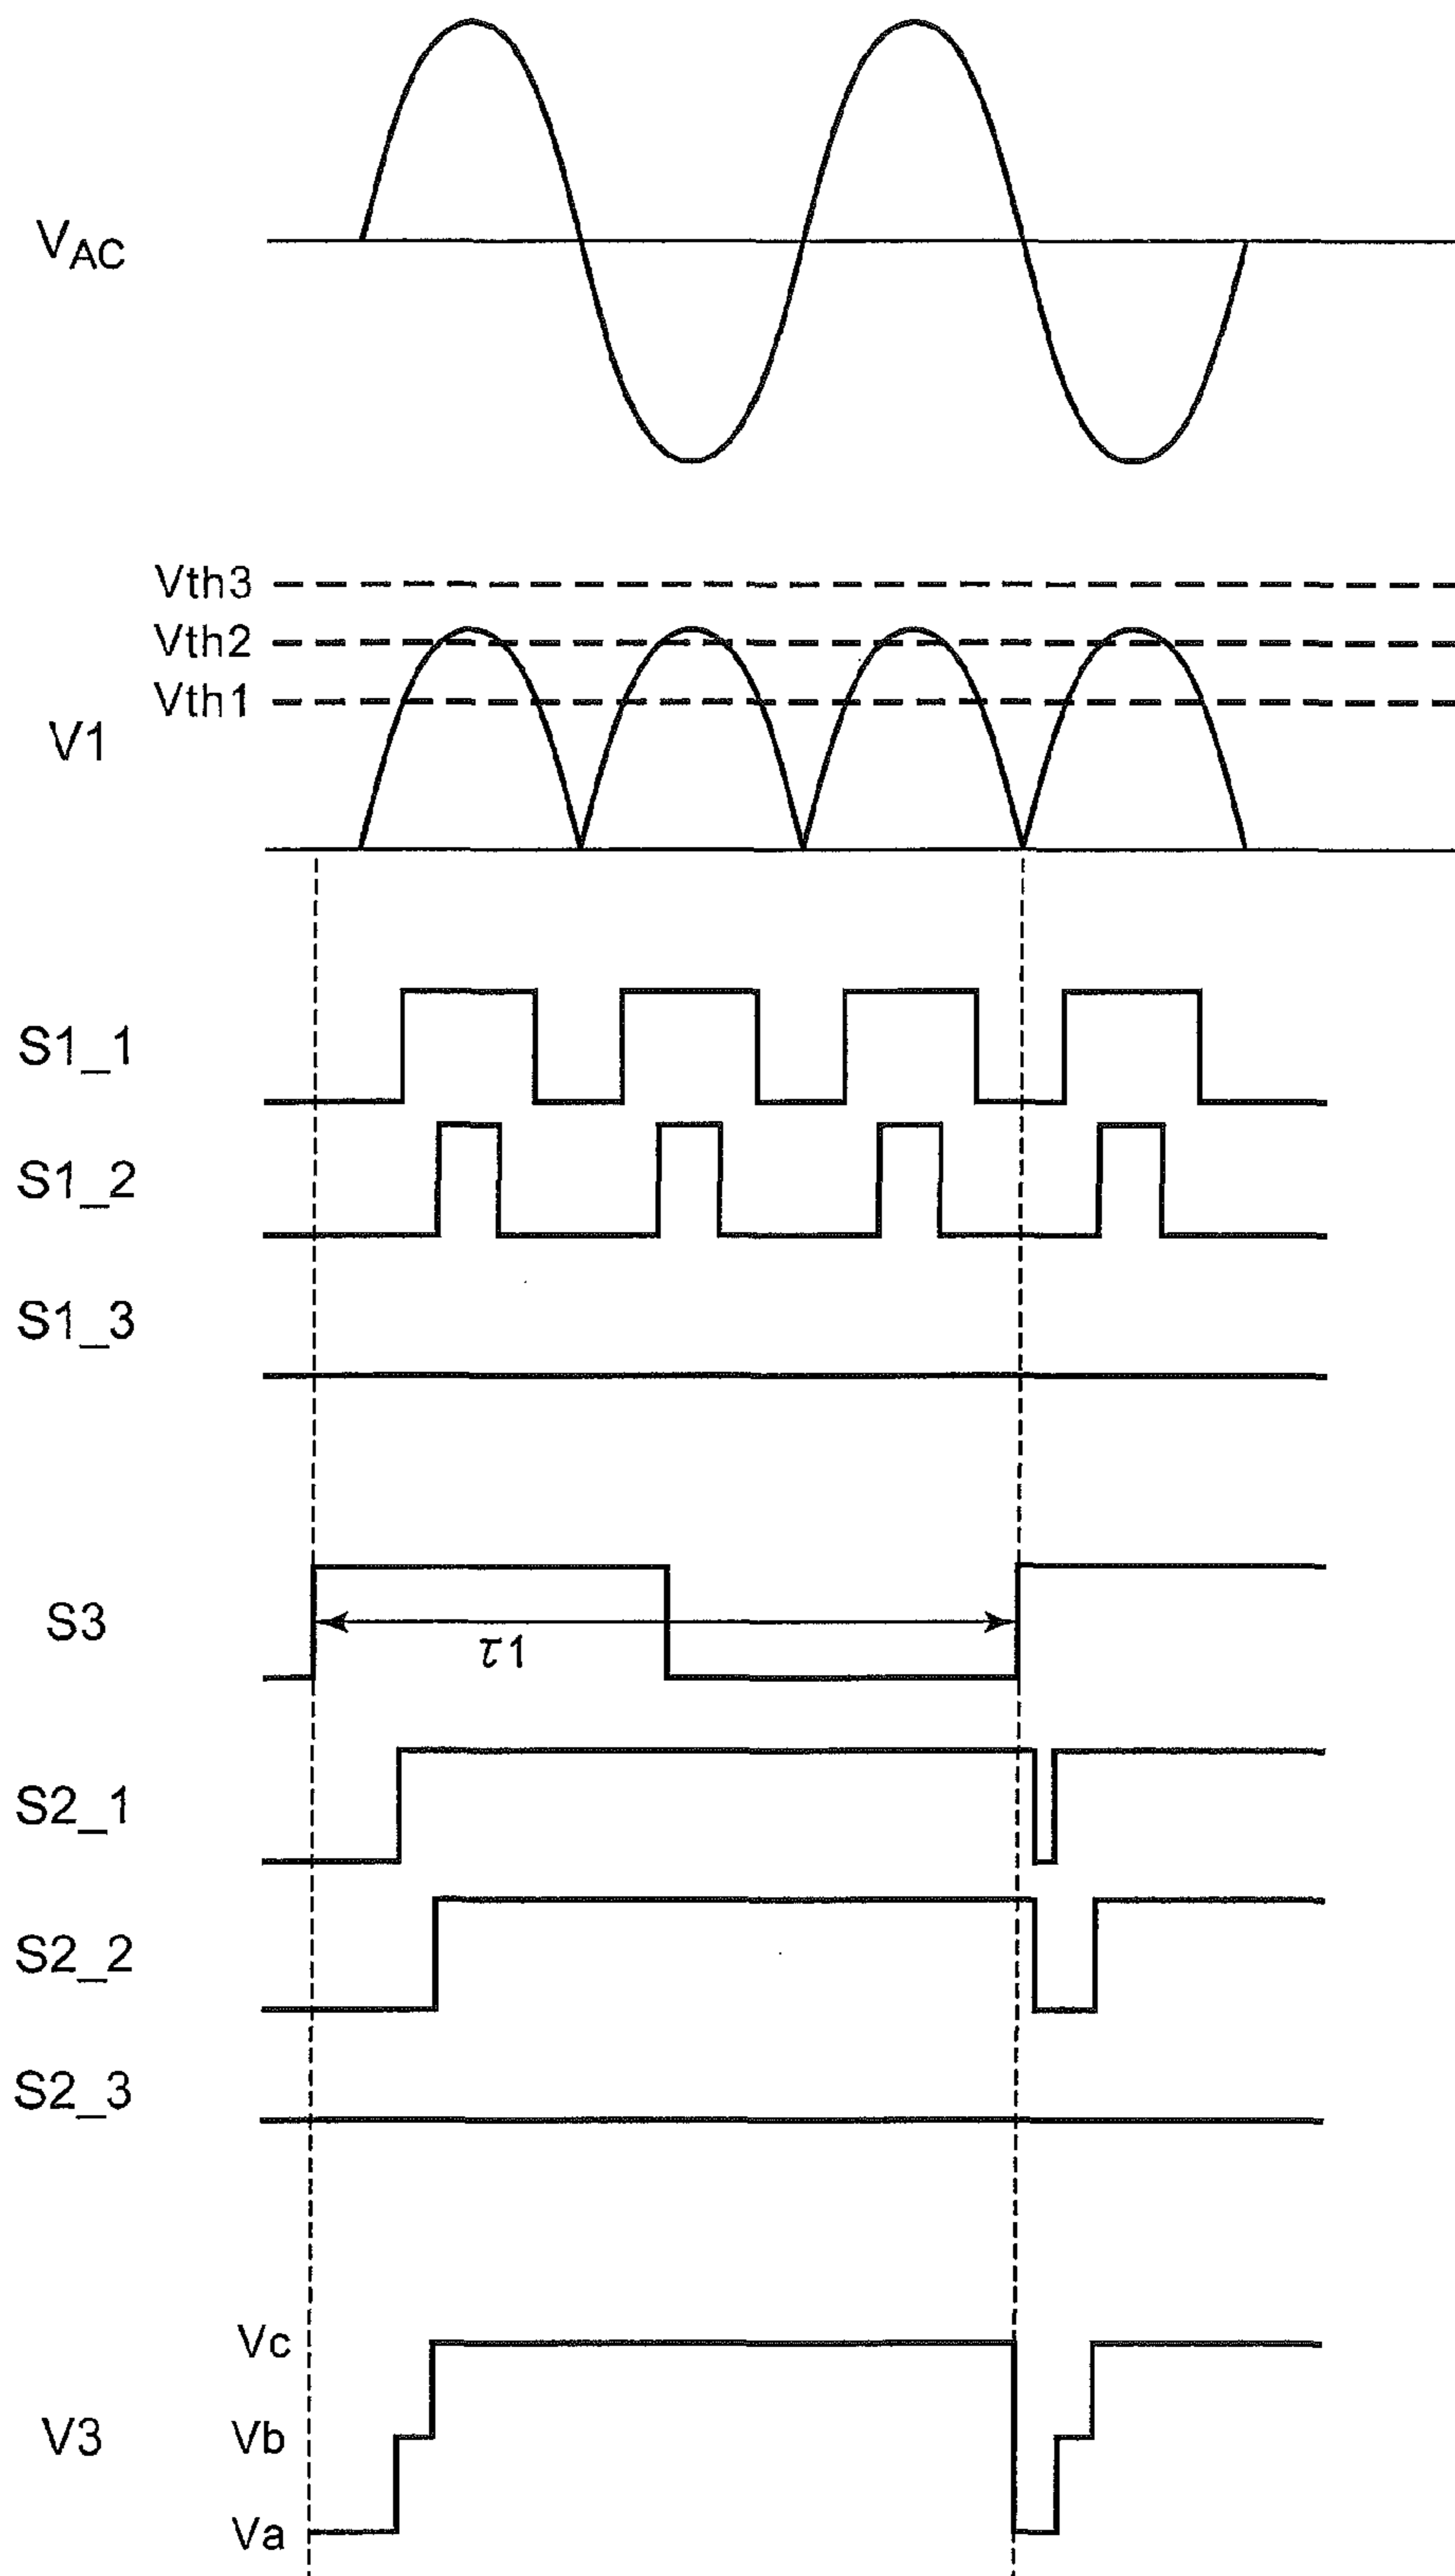 VAC
Vth3
Vth2
Vth1
V1
S1_1
S1_2
S1_3
S3
τ1
S2_1
S2_2
S2_3
Vc
V3
Vb
Va